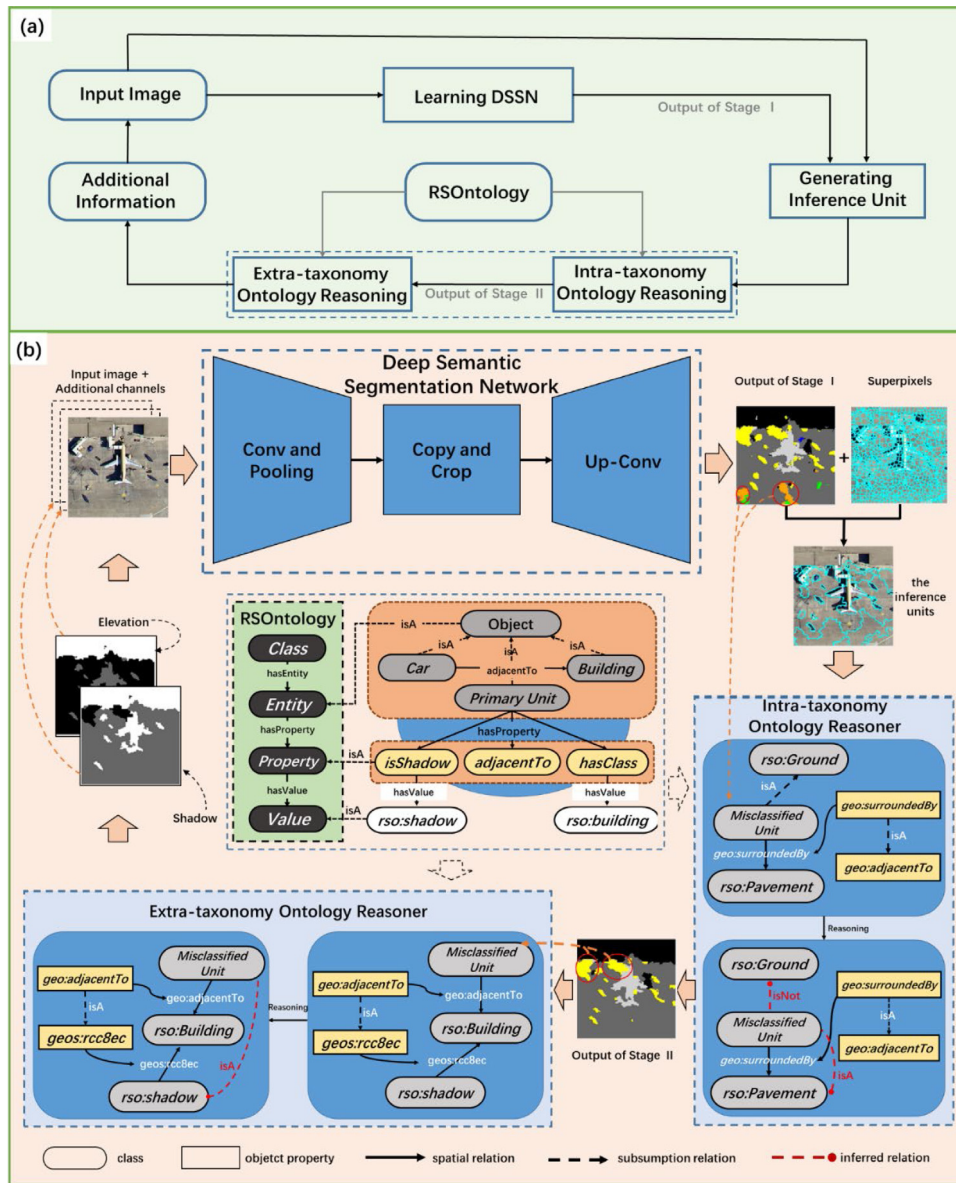 (a)
Input Image
Learning DSSN
Output of Stage I
Additional
Information
RSOntology
Generating
Inference Unit
Extra-taxonomy
Ontology Reasoning
Output of Stage II
Intra-taxonomy
Ontology Reasoning
(b)
Input image +
Additional channels
Deep Semantic
Segmentation Network
Conv and
Pooling
Copy and
Crop
Up-Conv
Output of Stage I
Superpixels
+
the
inference
units
Elevation
Shadow
RSOntology
Class
hasEntity
Entity
hasProperty
Property
hasValue
Value
isA
Object
isA
isA
isA
Car
adjacentTo
Building
Primary Unit
hasProperty
isA
isShadow
adjacentTo
hasClass
hasValue
hasValue
isA
rso:shadow
rso:building
Intra-taxonomy
Ontology Reasoner
rso:Ground
isA
Misclassified
Unit
geo:surroundedBy
geo:surroundedBy
isA
geo:adjacentTo
rso:Pavement
Reasoning
rso:Ground
isNot
Misclassified
Unit
geo:surroundedBy
geo:surroundedBy
isA
geo:adjacentTo
isA
rso:Pavement
Extra-taxonomy Ontology Reasoner
Misclassified
Unit
geo:adjacentTo
geo:adjacentTo
isA
rso:Building
geos:rcc8ec
geos:rcc8ec
isA
rso:shadow
Reasoning
Misclassified
Unit
geo:adjacentTo
geo:adjacentTo
isA
rso:Building
geos:rcc8ec
geos:rcc8ec
rso:shadow
Output of Stage II
class
objetct property
spatial relation
subsumption relation
inferred relation